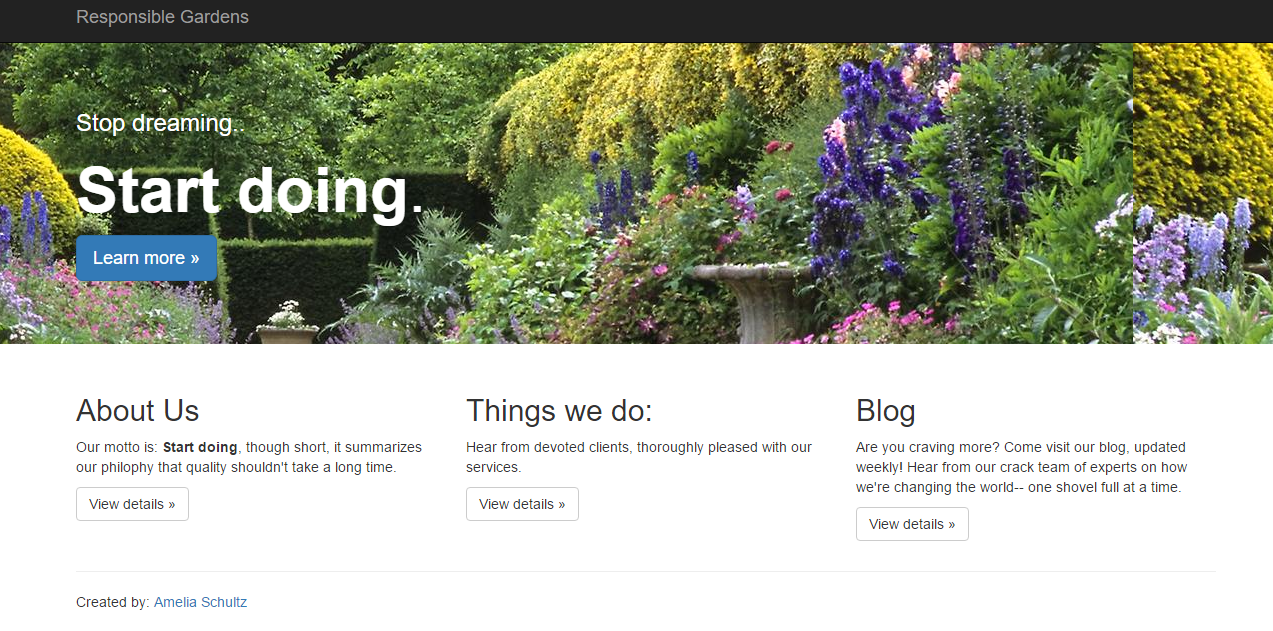 Responsible Gardens
Stop dreaming..
Start doing.
Learn more »
About Us
Our motto is: Start doing, though short, it summarizes
our philophy that quality shouldn't take a long time.
View details »
Things we do:
Hear from devoted clients, thoroughly pleased with our
services.
View details »
Blog
Are you craving more? Come visit our blog, updated
weekly! Hear from our crack team of experts on how
we're changing the world-- one shovel full at a time.
View details »
Created by: Amelia Schultz